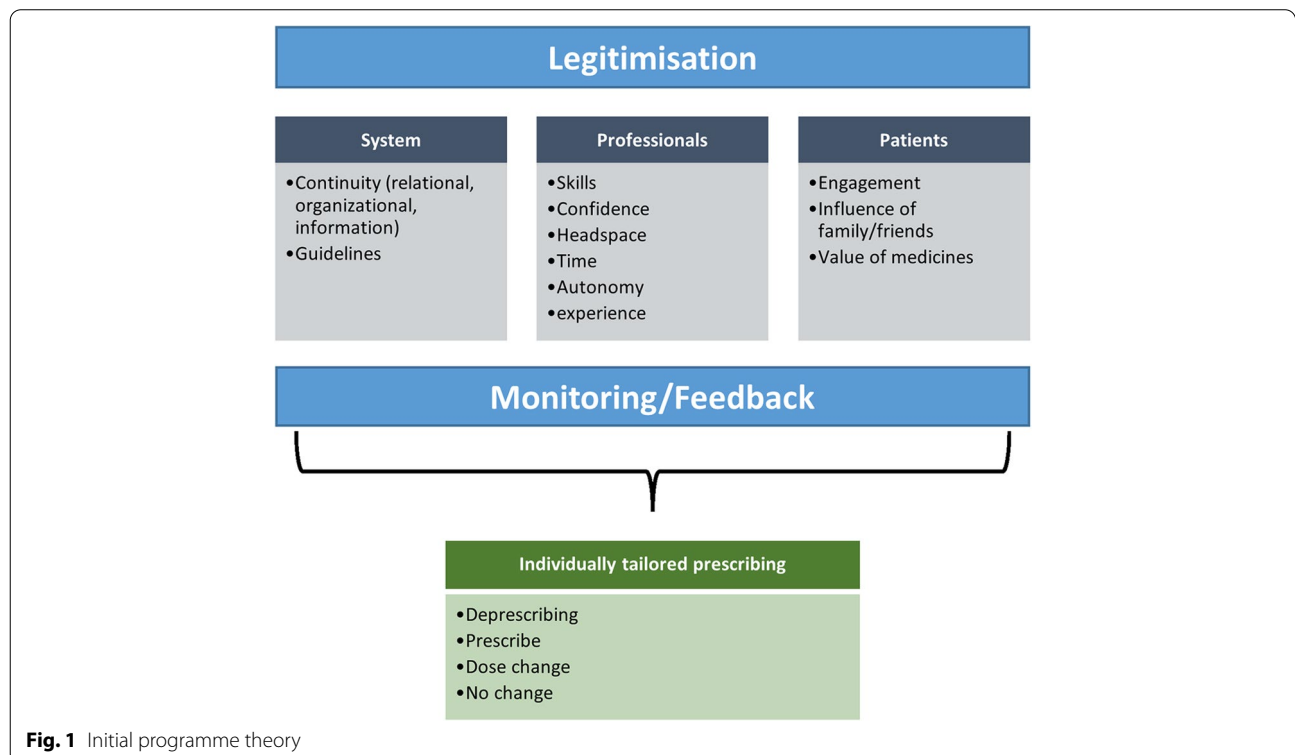 Legitimisation
System
•Continuity (relational,
organizational,
information)
•Guidelines
Professionals
•Skills
•Confidence
•Headspace
•Time
•Autonomy
•experience
Patients
•Engagement
•Influence of
family/friends
•Value of medicines
Monitoring/Feedback
Individually tailored prescribing
•Deprescribing
•Prescribe
•Dose change
•No change
Fig. 1 Initial programme theory